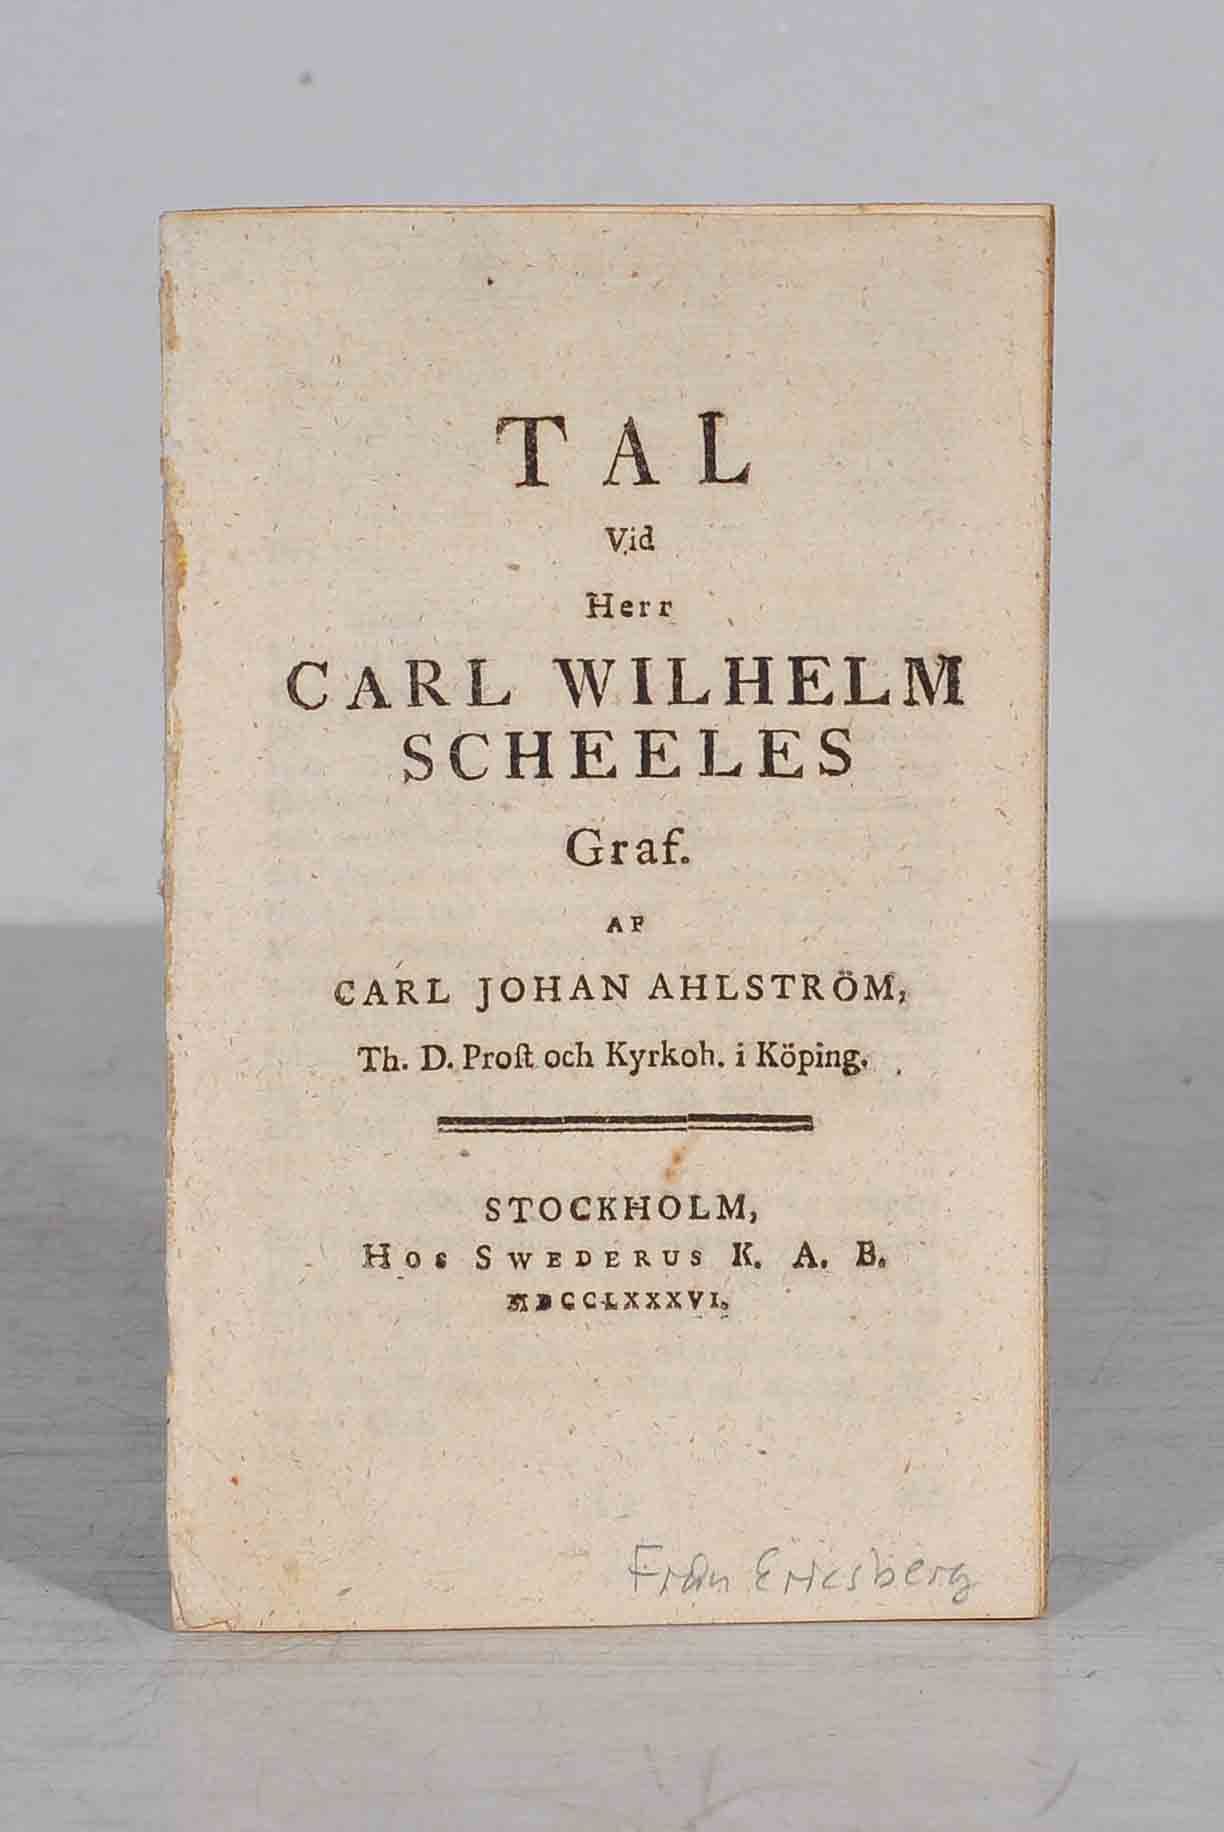 TAL
Vid
Herr
CARL WILHELM
SCHEELES
Graf.
AF
CARL JOHAN AHLSTRÖM,
Th. D. Proſt och Kyrkoh. i Köping.
STOCKHOLM,
HOS SWEDERUS K. A. B.
MDCCLXXXVI.
Från Ericsberg